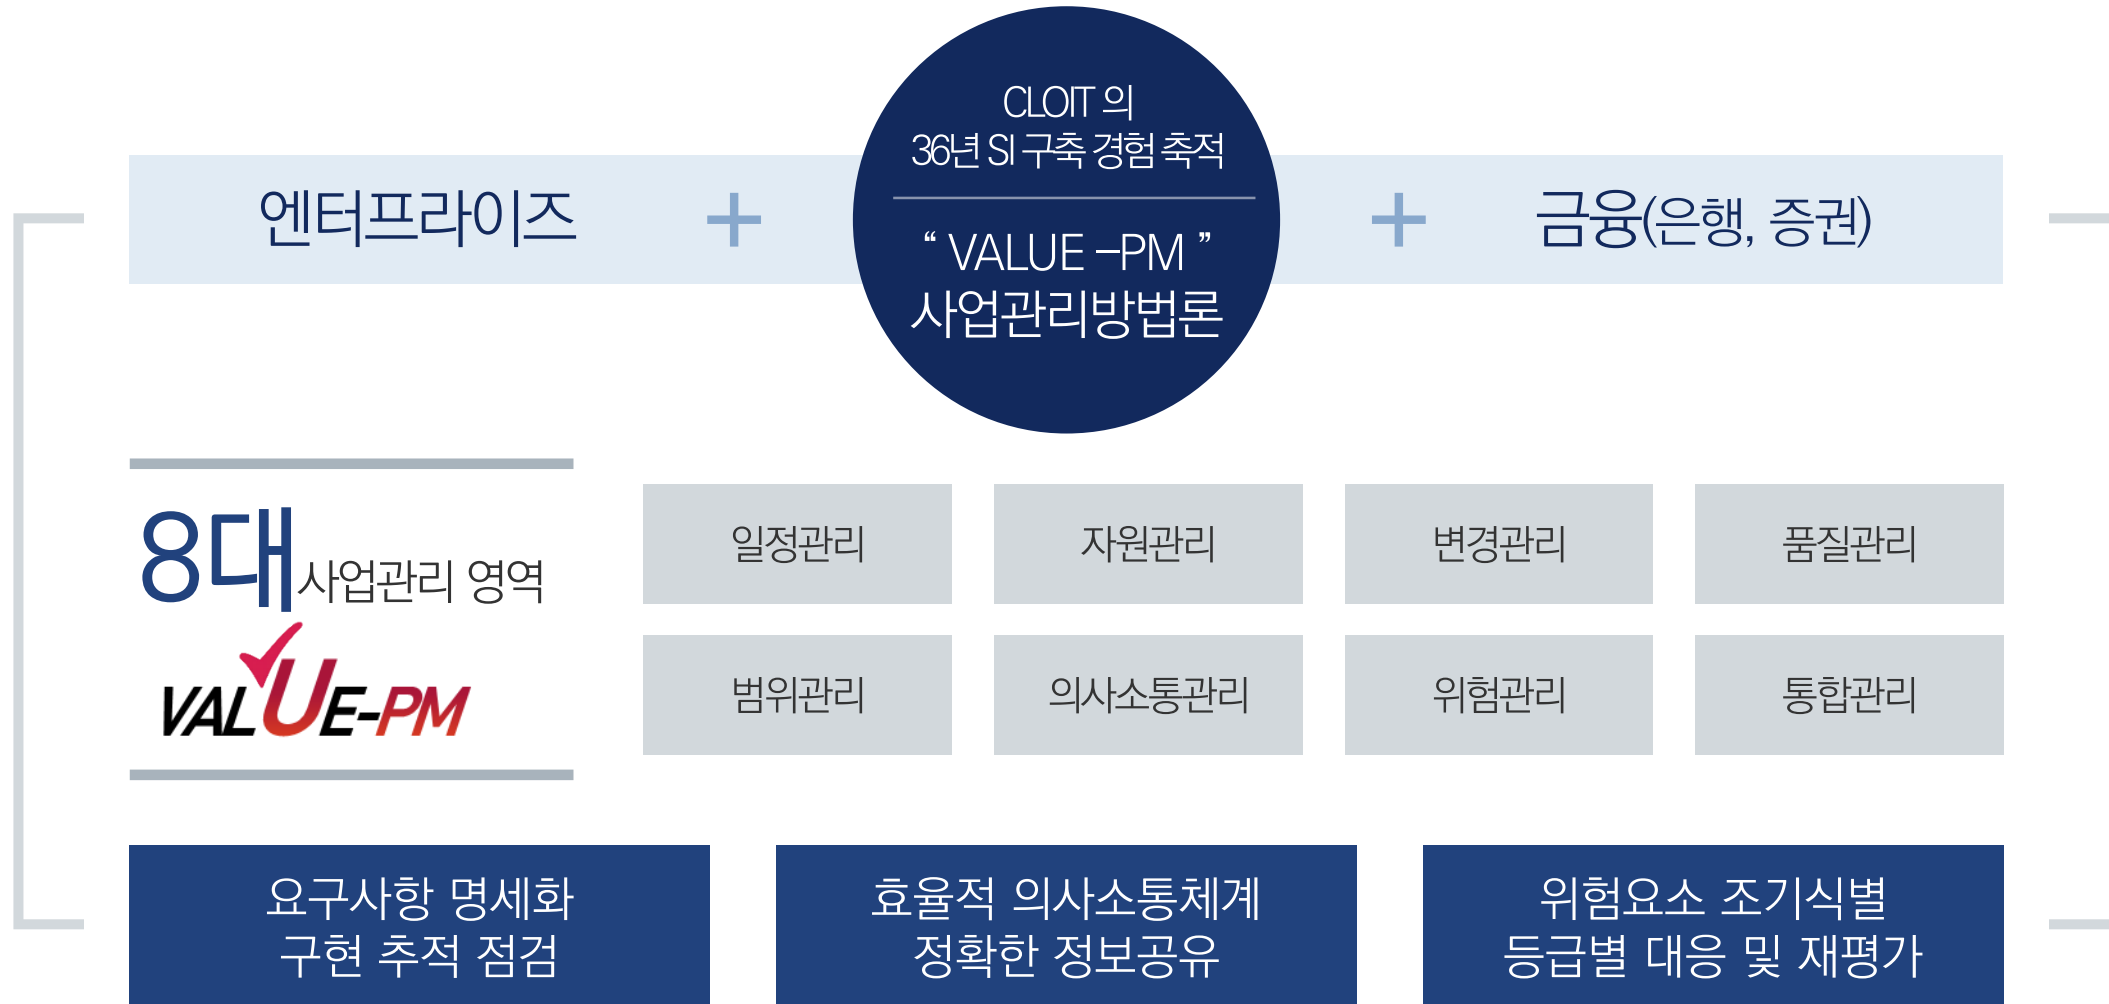 CLOIT 의
36년 SI 구축 경험 축적
엔터프라이즈 + “ VALUE –PM ” + 금융(은행, 증권)
사업관리방법론
8대 사업관리 영역
VALUE-PM
일정관리 자원관리 변경관리 품질관리
범위관리 의사소통관리 위험관리 통합관리
요구사항 명세화
구현 추적 점검
효율적 의사소통체계
정확한 정보공유
위험요소 조기식별
등급별 대응 및 재평가